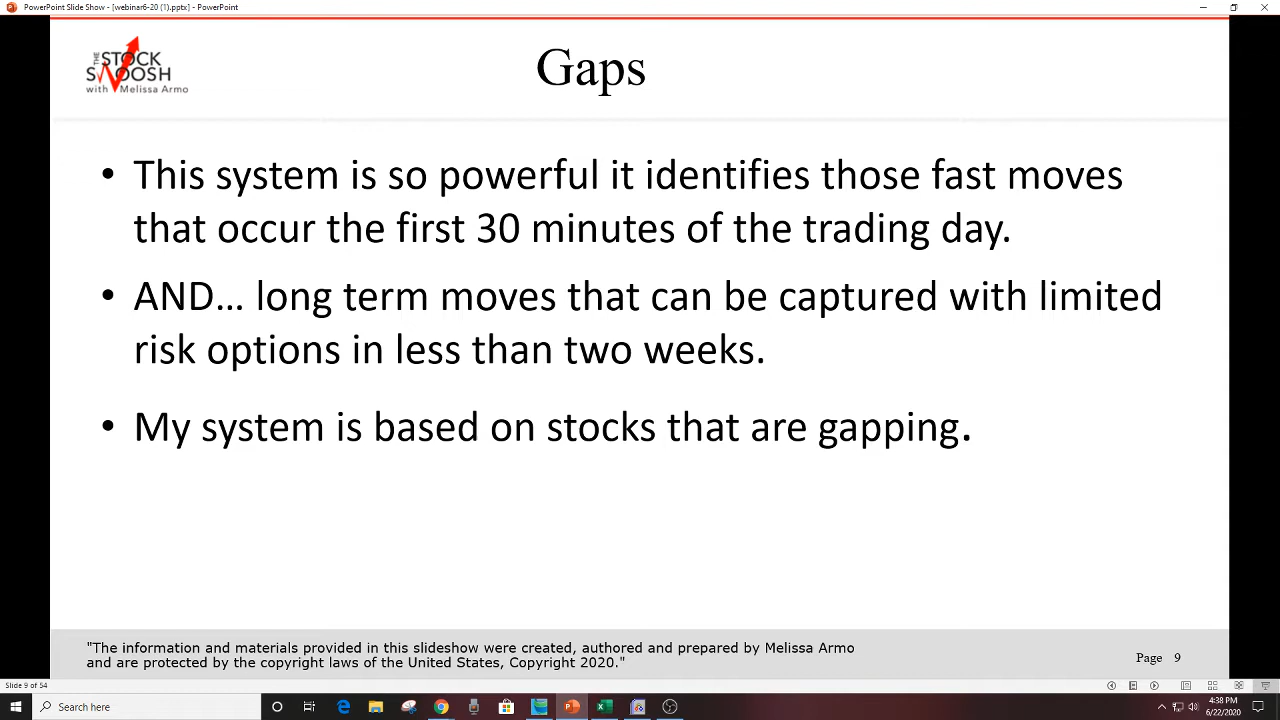 PowerPoint Slide Show - [webinar6-20 (1).pptx] - PowerPoint
THE
STOCK
SWOOSH
with Melissa Armo
Gaps
• This system is so powerful it identifies those fast moves
that occur the first 30 minutes of the trading day.
• AND... long term moves that can be captured with limited
risk options in less than two weeks.
• My system is based on stocks that are gapping.
"The information and materials provided in this slideshow were created, authored and prepared by Melissa Armo
and are protected by the copyright laws of the United States, Copyright 2020."
Page 9
Slide 9 of 54
Search here
4:38 PM
6/22/2020